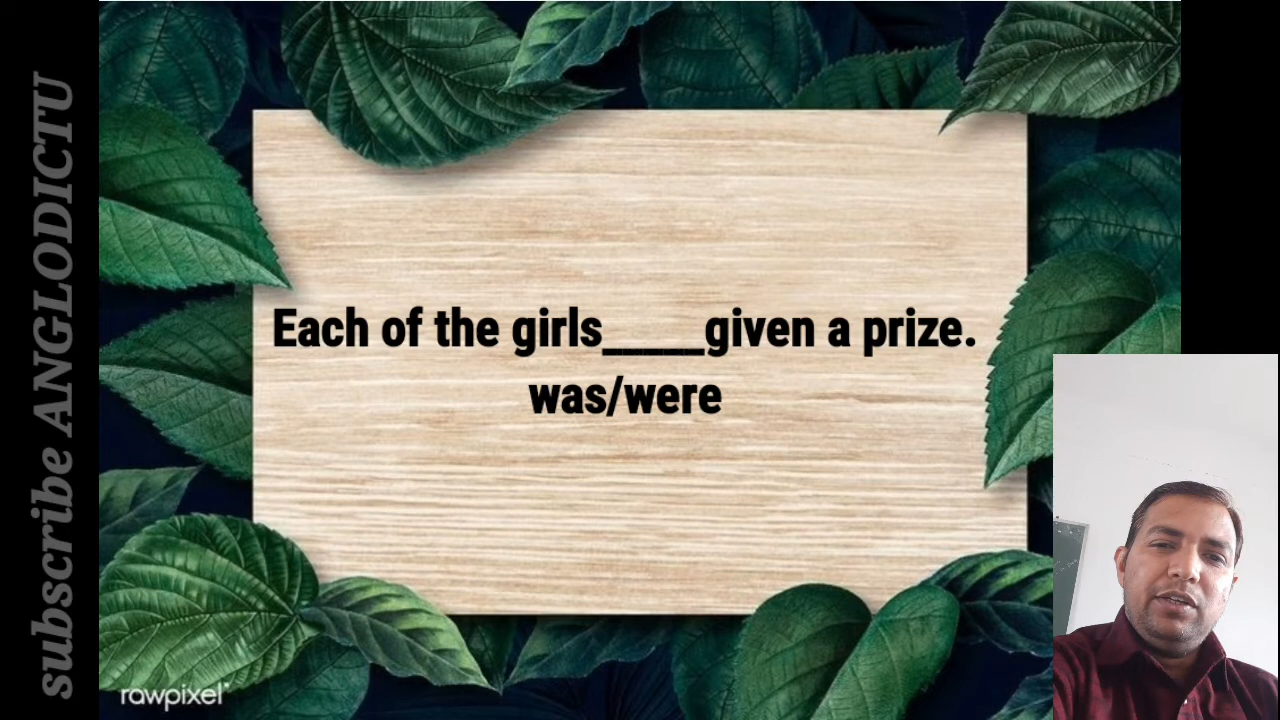 subscribe ANGLODICTU
Each of the girls_____given a prize.
was/were
rawpixel